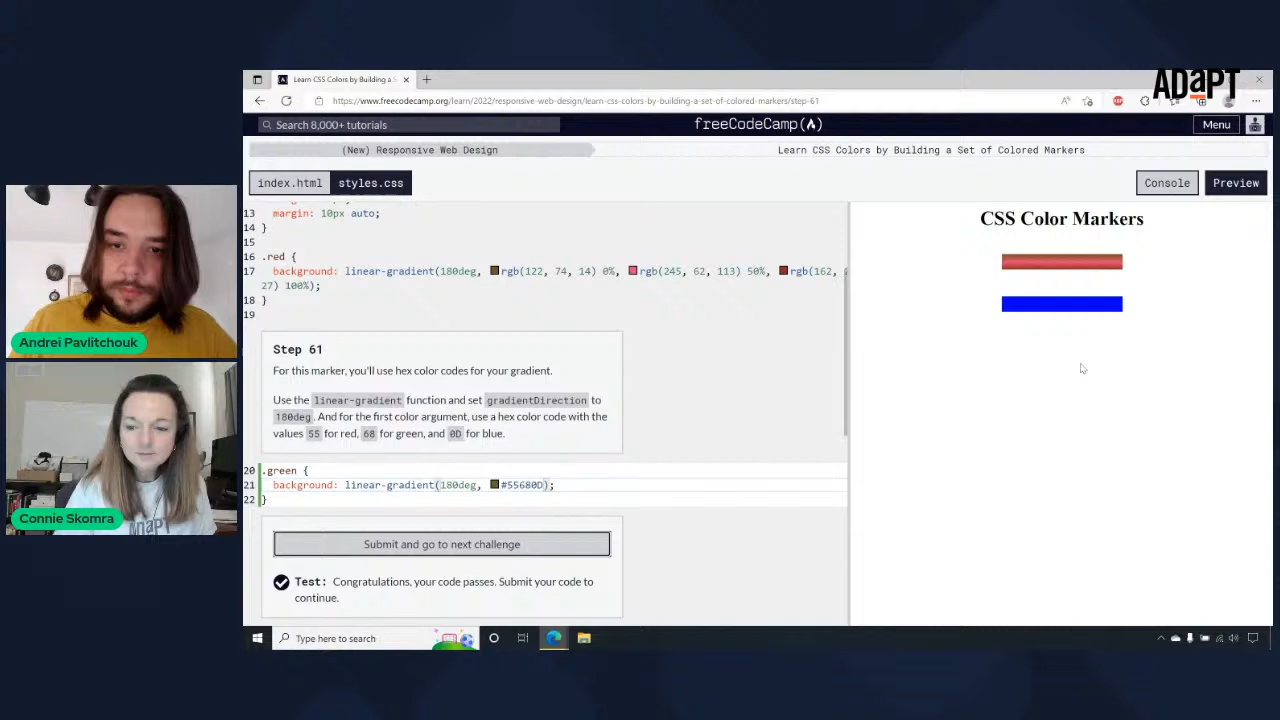 ADaPT
Learn CSS Colors by Building a S
https://www.freecodecamp.org/learn/2022/responsive-web-design/learn-css-colors-by-building-a-set-of-colored-markers/step-61
Search 8,000+ tutorials
freeCodeCamp
Menu
(New) Responsive Web Design
Learn CSS Colors by Building a Set of Colored Markers
index.html
styles.css
Console
Preview
13 margin: 10px auto;
14 }
15
16 .red {
17 background: linear-gradient(180deg, rgb(122, 74, 14) 0%, rgb(245, 62, 113) 50%, rgb(162,
27) 100%);
18 }
19
Step 61
For this marker, you'll use hex color codes for your gradient.
Use the linear-gradient function and set gradientDirection to
180deg. And for the first color argument, use a hex color code with the
values 55 for red, 68 for green, and 0D for blue.
20 .green {
21 background: linear-gradient(180deg, #55680D);
22 }
Submit and go to next challenge
Test: Congratulations, your code passes. Submit your code to
continue.
CSS Color Markers
Andrei Pavlitchouk
Connie Skomra
ADAPT
Type here to search